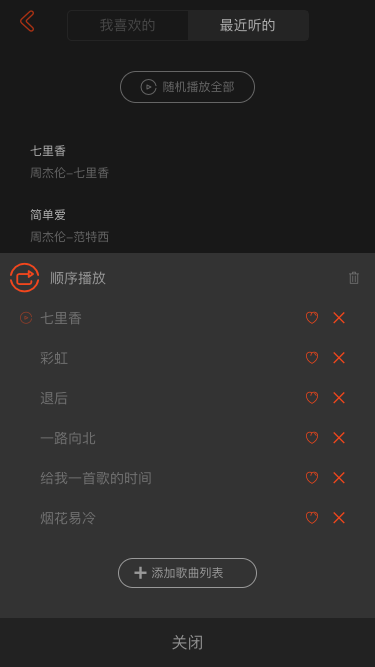 我喜欢的
最近听的
随机播放全部
七里香
周杰伦-七里香
简单爱
周杰伦-范特西
顺序播放
七里香
彩虹
退后
一路向北
给我一首歌的时间
烟花易冷
添加歌曲列表
关闭